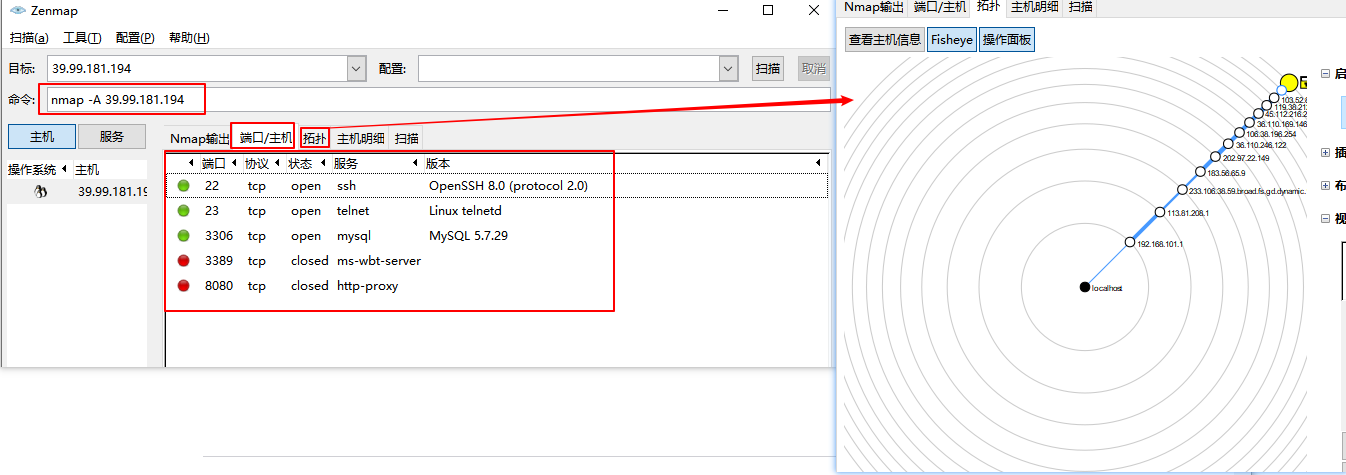 Zenmap
扫描(a) 工具(T) 配置(P) 帮助(H)
目标: 39.99.181.194 配置: 扫描 取消
命令: nmap -A 39.99.181.194
主机 服务
操作系统 主机
39.99.181.19
Nmap输出 端口/主机 拓扑 主机明细 扫描
端口 协议 状态 服务 版本
22 tcp open ssh OpenSSH 8.0 (protocol 2.0)
23 tcp open telnet Linux telnetd
3306 tcp open mysql MySQL 5.7.29
3389 tcp closed ms-wbt-server
8080 tcp closed http-proxy
Nmap输出 端口/主机 拓扑 主机明细 扫描
查看主机信息 Fisheye 操作面板
103.52.
119.38.21
45.112.216.2
36.110.169.146
106.38.196.254
36.110.246.122
202.97.22.149
183.56.65.9
233.106.38.59.broad.fs.gd.dynamic.
113.81.208.1
192.168.101.1
localhost
启
插
布
视